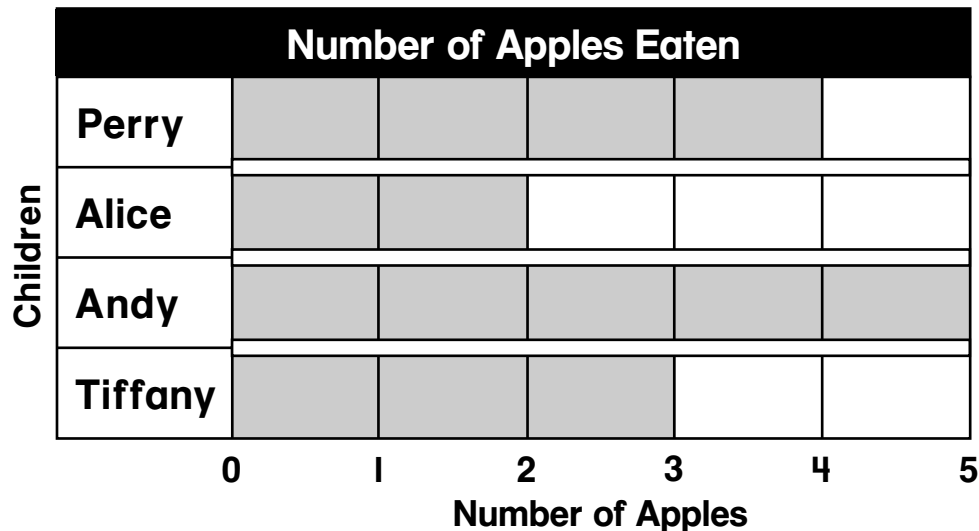 Number of Apples Eaten
Children
Perry
Alice
Andy
Tiffany
0 1 2 3 4 5
Number of Apples